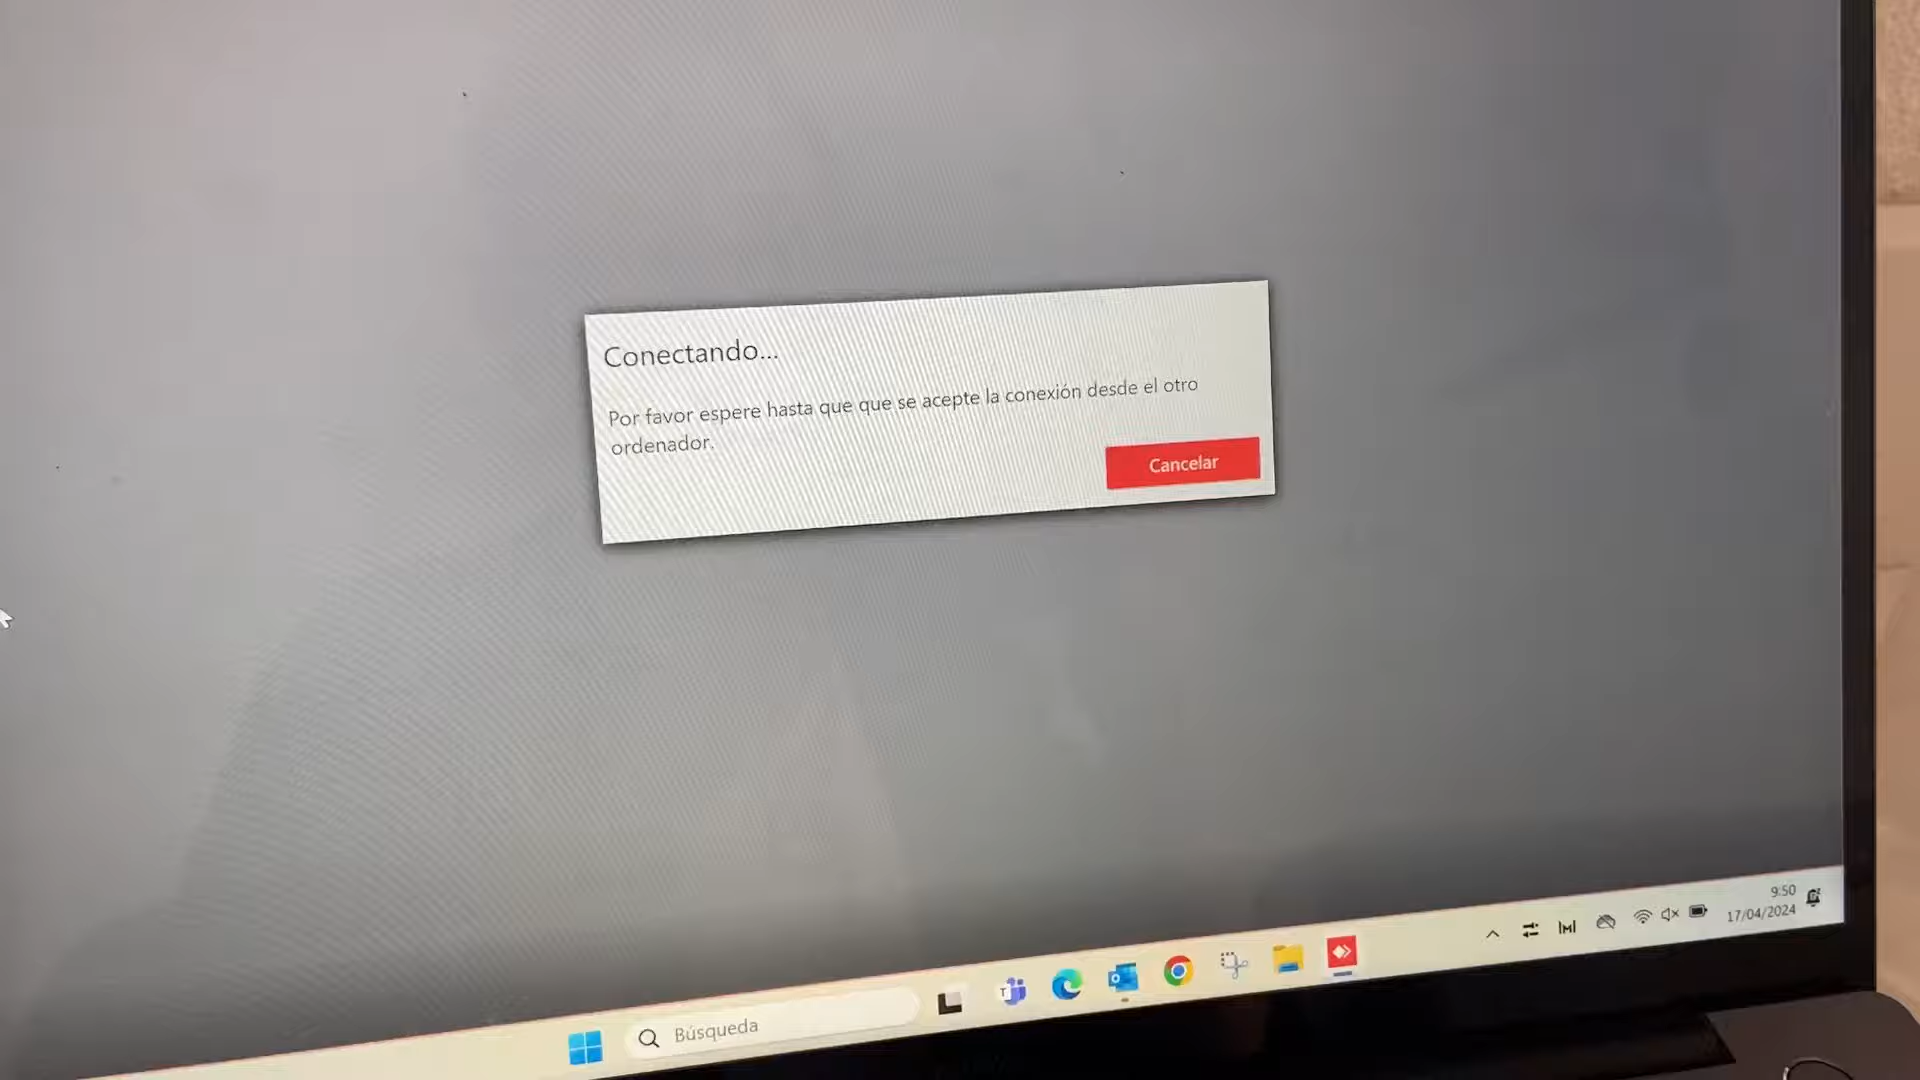 Conectando...
Por favor espere hasta que que se acepte la conexión desde el otro
ordenador.
Cancelar
9:50
17/04/2024
Búsqueda